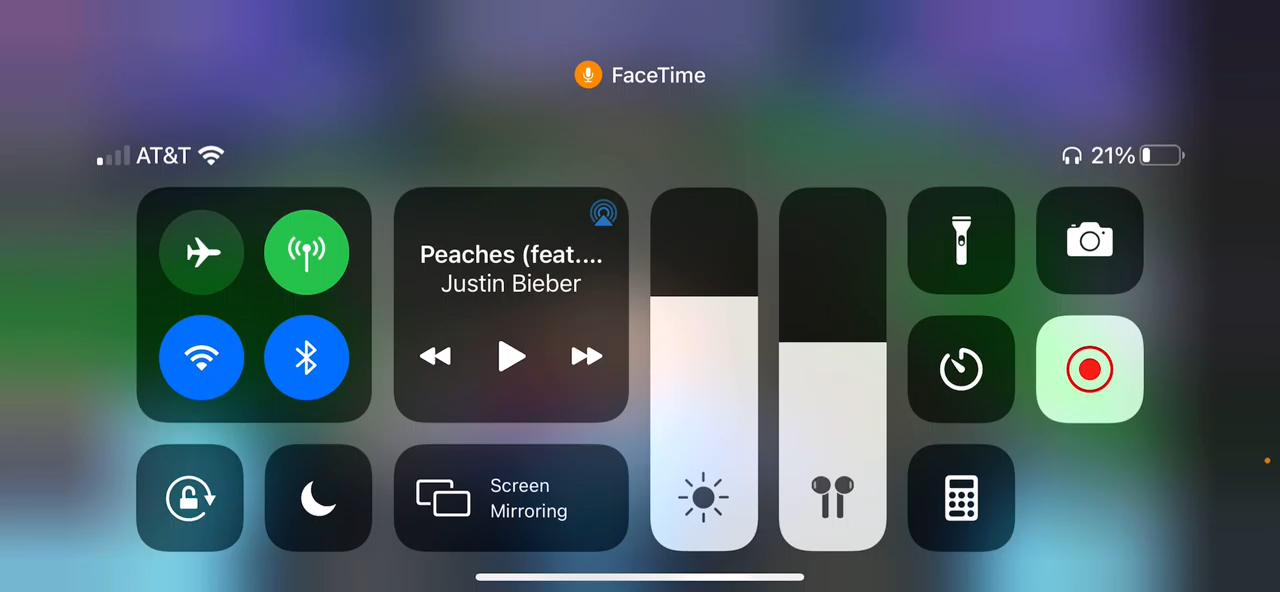 FaceTime
AT&T
21%
Peaches (feat....
Justin Bieber
Screen
Mirroring